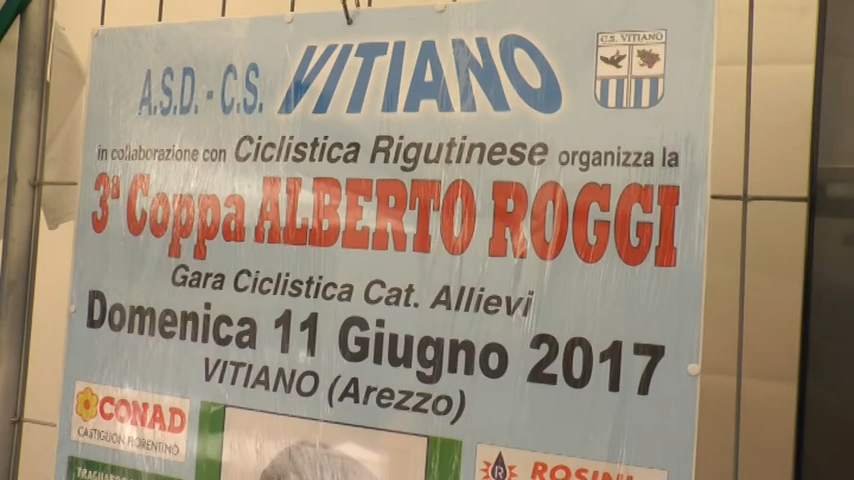 A.S.D. - C.S. VITIANO
C.S. VITIANO
in collaborazione con Ciclistica Rigutinese organizza la
3ª Coppa ALBERTO ROGGI
Gara Ciclistica Cat. Allievi
Domenica 11 Giugno 2017
VITIANO (Arezzo)
CONAD
CASTIGLION FIORENTINO
R ROSINI